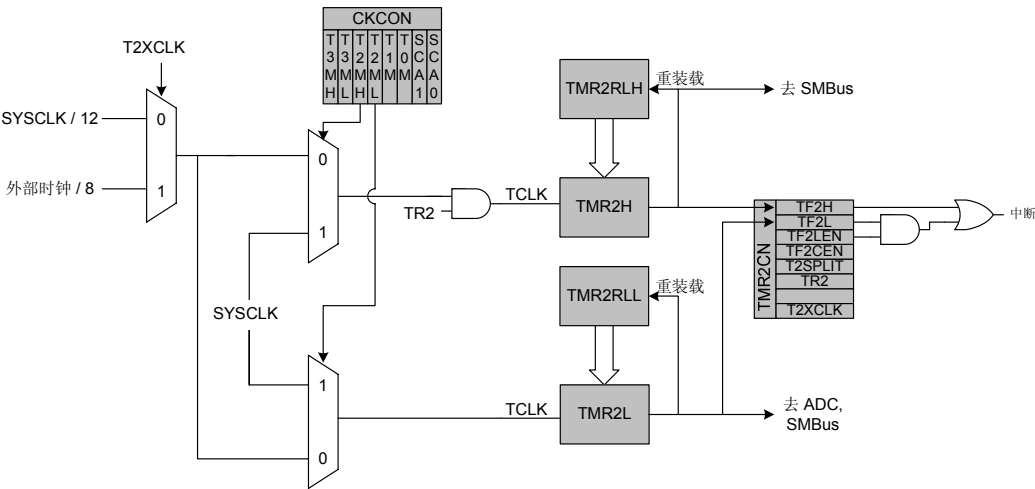 CKCON
T3MH
T3ML
T2MH
T2ML
T1M
T0M
SCA1
SCA0
T2XCLK
SYSCLK / 12
0
外部时钟 / 8
1
0
1
TR2
TCLK
TMR2RLH
重装载
去 SMBus
TMR2H
TMR2CN
TF2H
TF2L
TF2LEN
TF2CEN
T2SPLIT
TR2
T2XCLK
中断
SYSCLK
1
0
TCLK
TMR2RLL
重装载
TMR2L
去 ADC,
SMBus